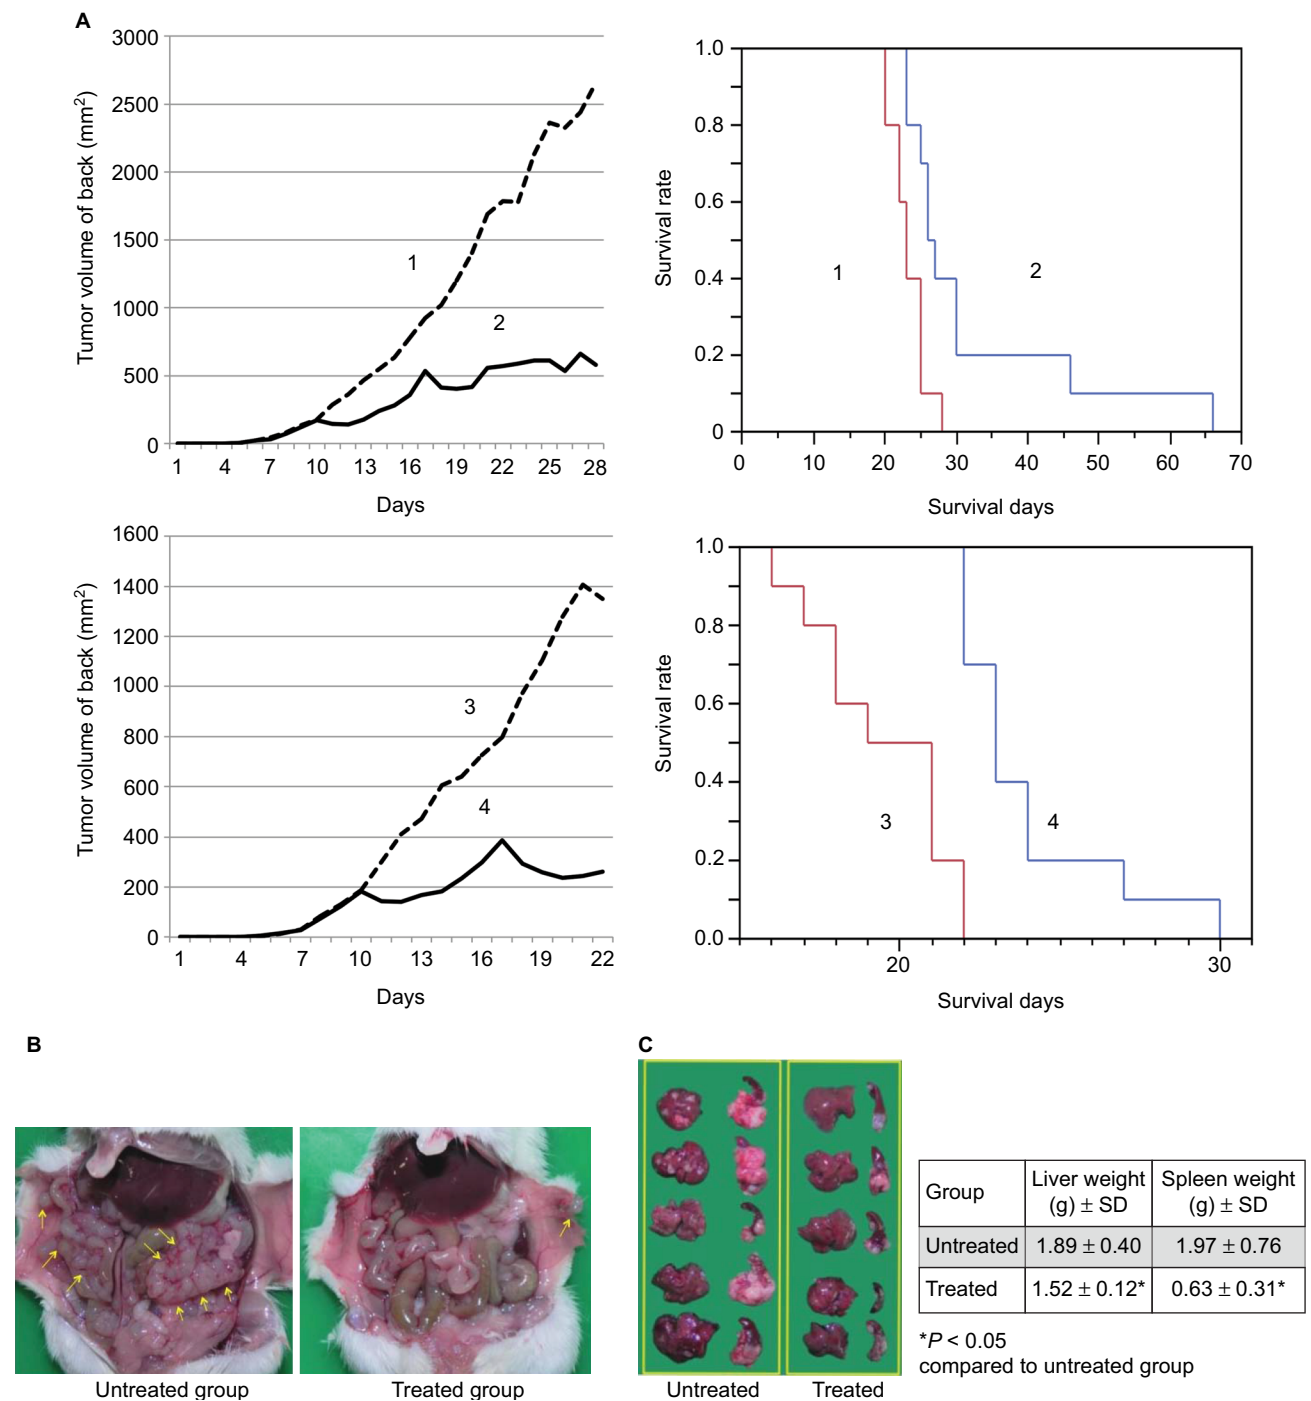 A
3000
2500
2000
1500
1000
500
0
1 4 7 10 13 16 19 22 25 28
Days
Tumor volume of back (mm²)
1
2
1.0
0.8
0.6
0.4
0.2
0
0 10 20 30 40 50 60 70
Survival days
Survival rate
1
2
1600
1400
1200
1000
800
600
400
200
0
1 4 7 10 13 16 19 22
Days
Tumor volume of back (mm²)
3
4
1.0
0.8
0.6
0.4
0.2
0.0
20 30
Survival days
Survival rate
3
4
B
Untreated group
Treated group
C
Untreated
Treated
Group Liver weight (g) ± SD Spleen weight (g) ± SD
Untreated 1.89 ± 0.40 1.97 ± 0.76
Treated 1.52 ± 0.12* 0.63 ± 0.31*
*P < 0.05
compared to untreated group